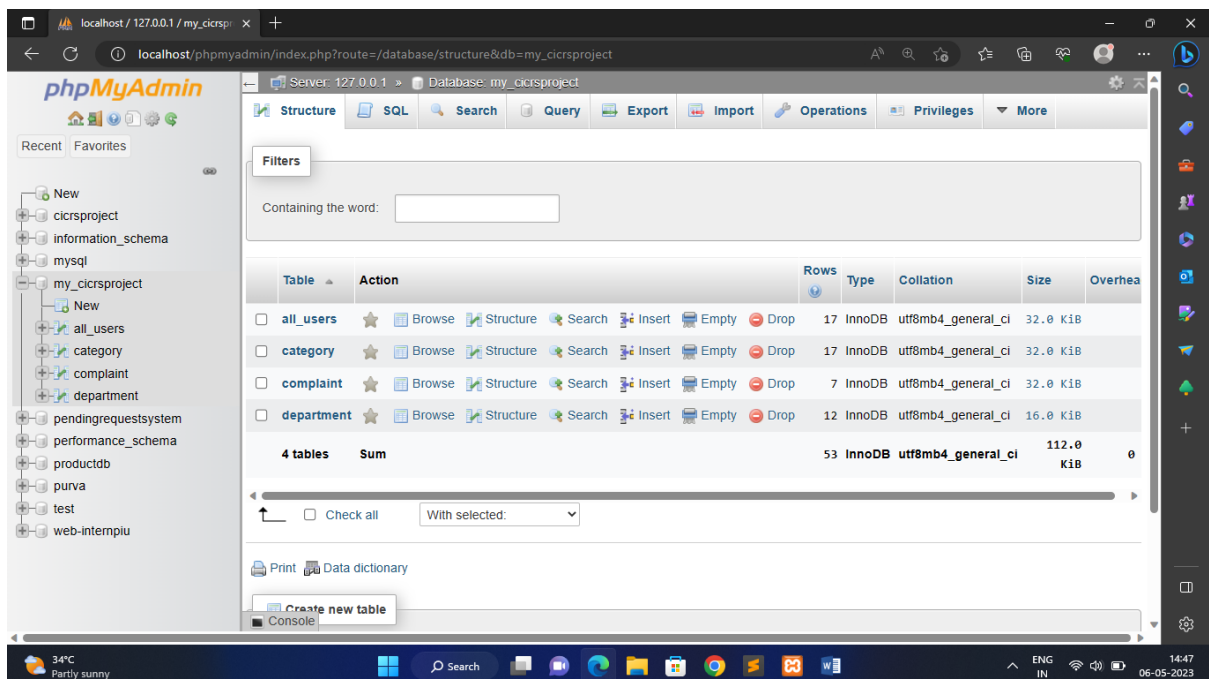 localhost / 127.0.0.1 / my_cicrspr
localhost/phpmyadmin/index.php?route=/database/structure&db=my_cicrsproject
phpMyAdmin
Recent Favorites
New
cicrsproject
information_schema
mysql
my_cicrsproject
New
all_users
category
complaint
department
pendingrequestsystem
performance_schema
productdb
purva
test
web-internpiu
Server: 127.0.0.1 » Database: my_cicrsproject
Structure SQL Search Query Export Import Operations Privileges More
Filters
Containing the word:
Table Action Rows Type Collation Size Overhea
all_users Browse Structure Search Insert Empty Drop 17 InnoDB utf8mb4_general_ci 32.0 KiB
category Browse Structure Search Insert Empty Drop 17 InnoDB utf8mb4_general_ci 32.0 KiB
complaint Browse Structure Search Insert Empty Drop 7 InnoDB utf8mb4_general_ci 32.0 KiB
department Browse Structure Search Insert Empty Drop 12 InnoDB utf8mb4_general_ci 16.0 KiB
4 tables Sum 53 InnoDB utf8mb4_general_ci 112.0 KiB 0
Check all With selected:
Print Data dictionary
Create new table
Console
34°C
Partly sunny
Search
ENG
IN
14:47
06-05-2023